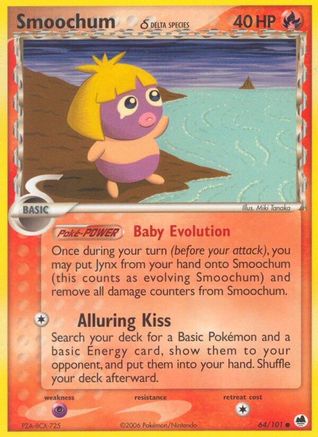 Smoochum δ DELTA SPECIES 40 HP
Illus. Miki Tanaka
BASIC
Poké-POWER Baby Evolution
Once during your turn (before your attack), you
may put Jynx from your hand onto Smoochum
(this counts as evolving Smoochum) and
remove all damage counters from Smoochum.
Alluring Kiss
Search your deck for a Basic Pokémon and a
basic Energy card, show them to your
opponent, and put them into your hand. Shuffle
your deck afterward.
weakness resistance retreat cost
PZA-8CX-725 ©2006 Pokémon/Nintendo 64/101 ●